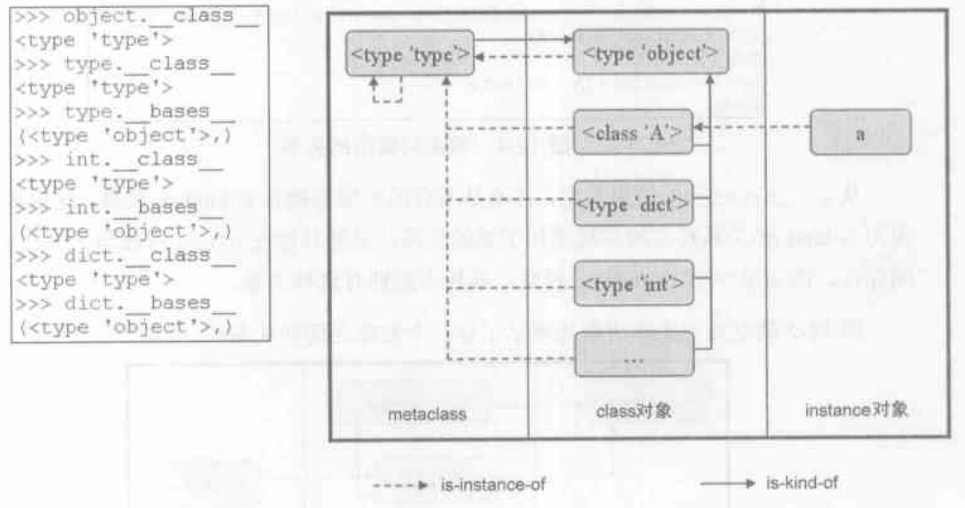 >>> object.__class__
<type 'type'>
>>> type.__class__
<type 'type'>
>>> type.__bases__
(<type 'object'>,)
>>> int.__class__
<type 'type'>
>>> int.__bases__
(<type 'object'>,)
>>> dict.__class__
<type 'type'>
>>> dict.__bases__
(<type 'object'>,)
<type ‘type’>
<type ‘object’>
<class ‘A’>
a
<type ‘dict’>
<type ‘int’>
...
metaclass
class对象
instance对象
is-instance-of
is-kind-of